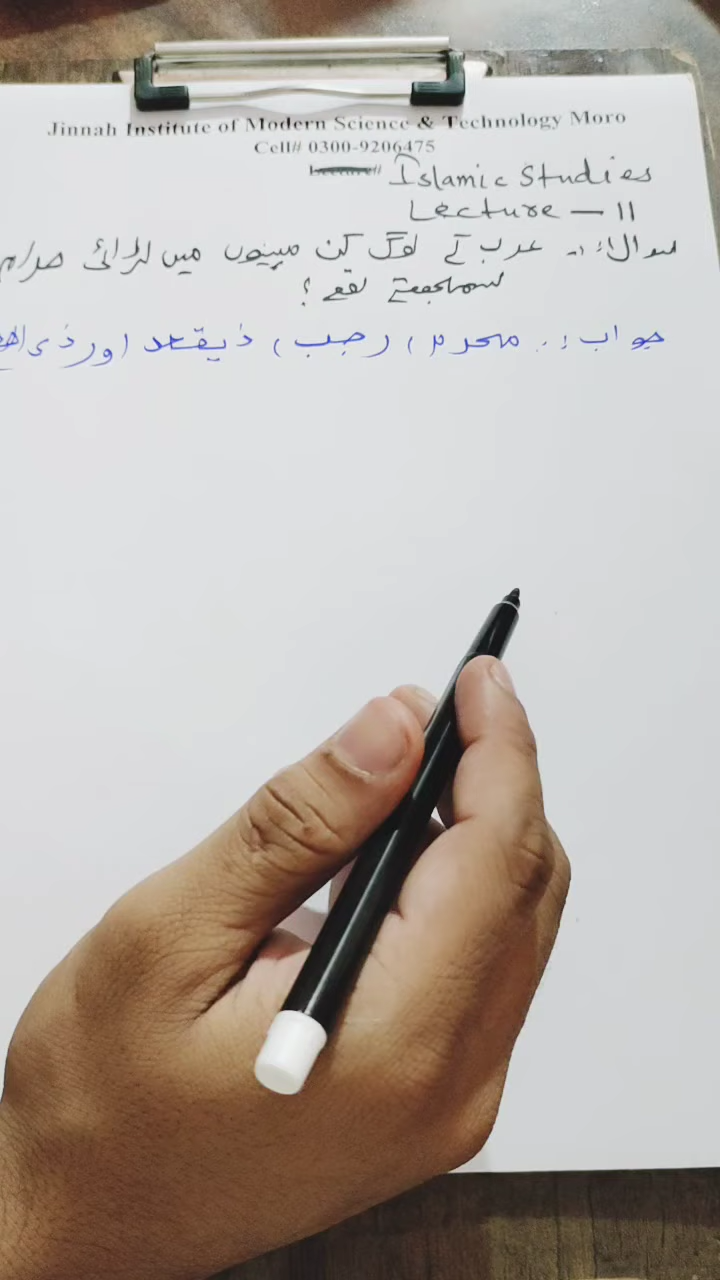 Jinnah Institute of Modern Science & Technology Moro
Cell# 0300-9206475
Islamic Studies
Lecture - 11
سوال:1.. عرب کے لوگ کن مہینوں میں لڑائی حرام
سمجھتے تھے ؟
جواب :.. محرم، رجب، ذیقعد اور ذی